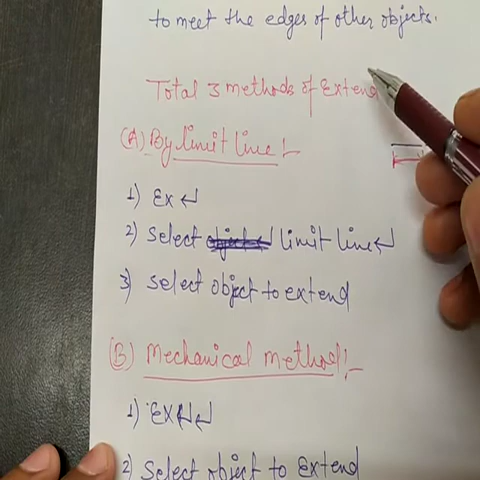 to meet the edges of other objects.
Total 3 methods of Extend
(A) By limit line :-
1) Ex ↵
2) Select limit line ↵
3) Select object to extend
(B) Mechanical method :-
1) EX ↵ ↵
2) Select object to Extend